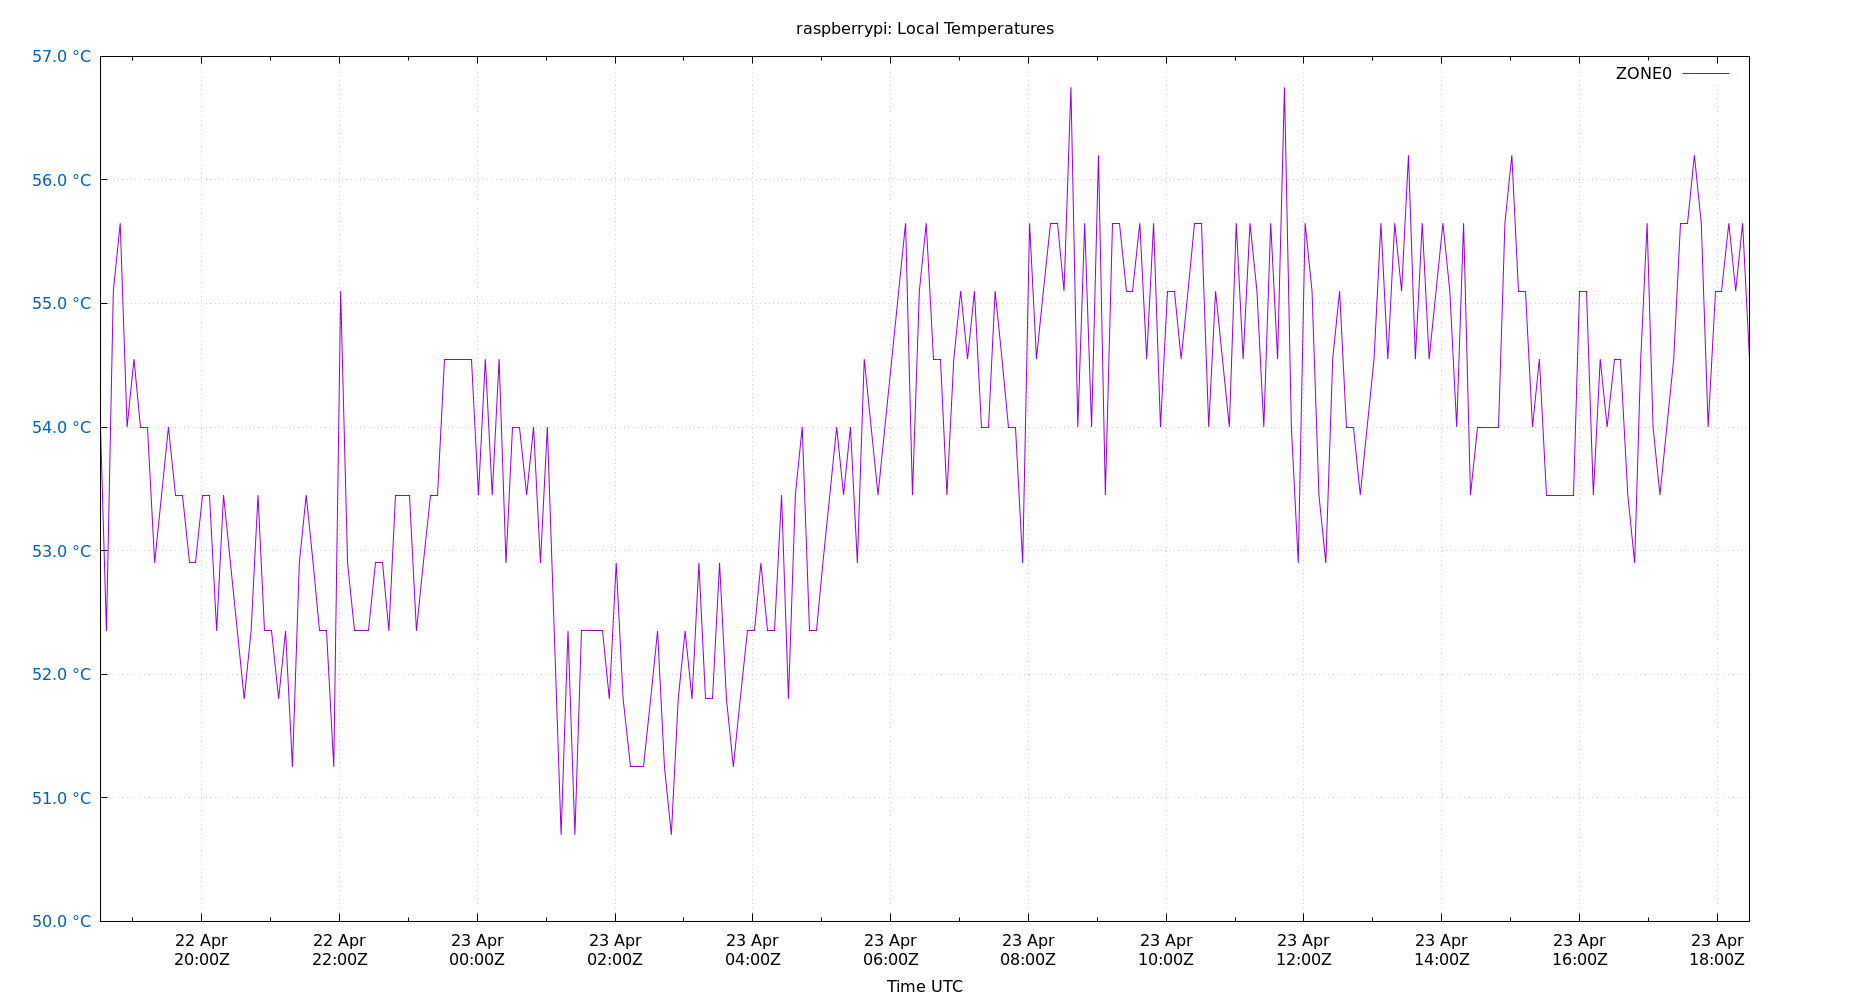 raspberrypi: Local Temperatures
57.0 °C
56.0 °C
55.0 °C
54.0 °C
53.0 °C
52.0 °C
51.0 °C
50.0 °C
ZONE0
22 Apr 22 Apr 23 Apr 23 Apr 23 Apr 23 Apr 23 Apr 23 Apr 23 Apr 23 Apr 23 Apr 23 Apr
20:00Z 22:00Z 00:00Z 02:00Z 04:00Z 06:00Z 08:00Z 10:00Z 12:00Z 14:00Z 16:00Z 18:00Z
Time UTC